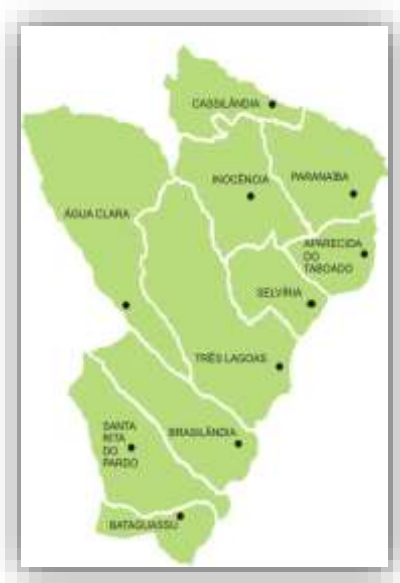 CASSILÂNDIA
INOCÊNCIA
PARANAÍBA
ÁGUA CLARA
APARECIDA
DO
TABOADO
SELVÍRIA
TRÊS LAGOAS
SANTA
RITA
DO
PARDO
BRASILÂNDIA
BATAGUASSU